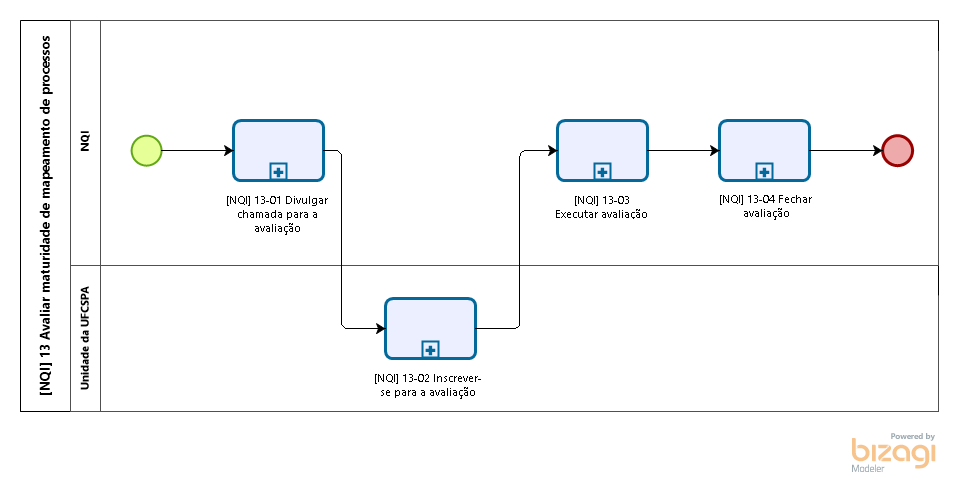 [NQI] 13 Avaliar maturidade de mapeamento de processos
NQI
[NQI] 13-01 Divulgar
chamada para a
avaliação
[NQI] 13-03
Executar avaliação
[NQI] 13-04 Fechar
avaliação
Unidade da UFCSPA
[NQI] 13-02 Inscrever-
se para a avaliação
Powered by
bizagi
Modeler